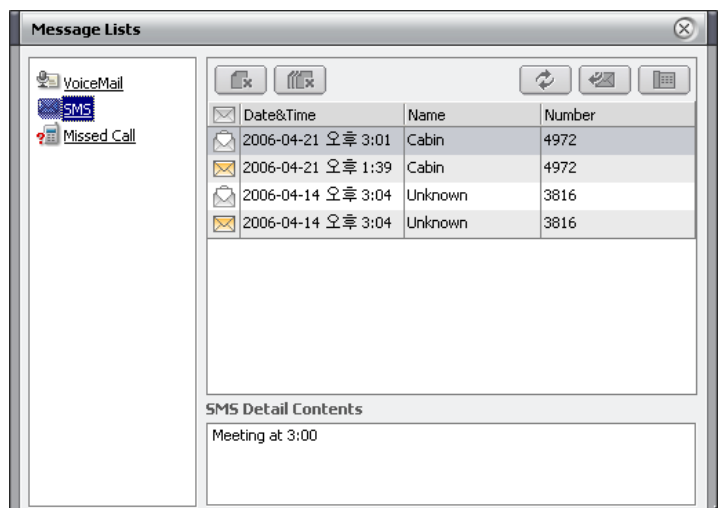 Message Lists
VoiceMail
SMS
Missed Call
Date&Time Name Number
2006-04-21 오후 3:01 Cabin 4972
2006-04-21 오후 1:39 Cabin 4972
2006-04-14 오후 3:04 Unknown 3816
2006-04-14 오후 3:04 Unknown 3816
SMS Detail Contents
Meeting at 3:00